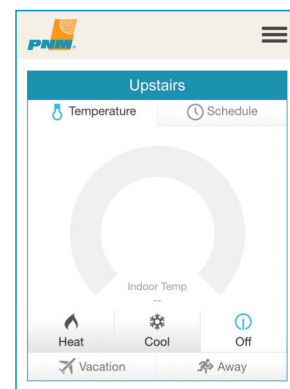 PNM.
Upstairs
Temperature Schedule
Indoor Temp
--
Heat Cool Off
Vacation Away